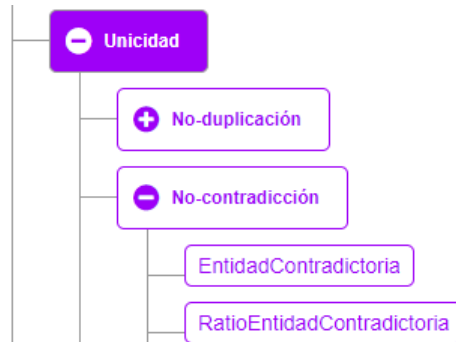 Unicidad
No-duplicación
No-contradicción
EntidadContradictoria
RatioEntidadContradictoria